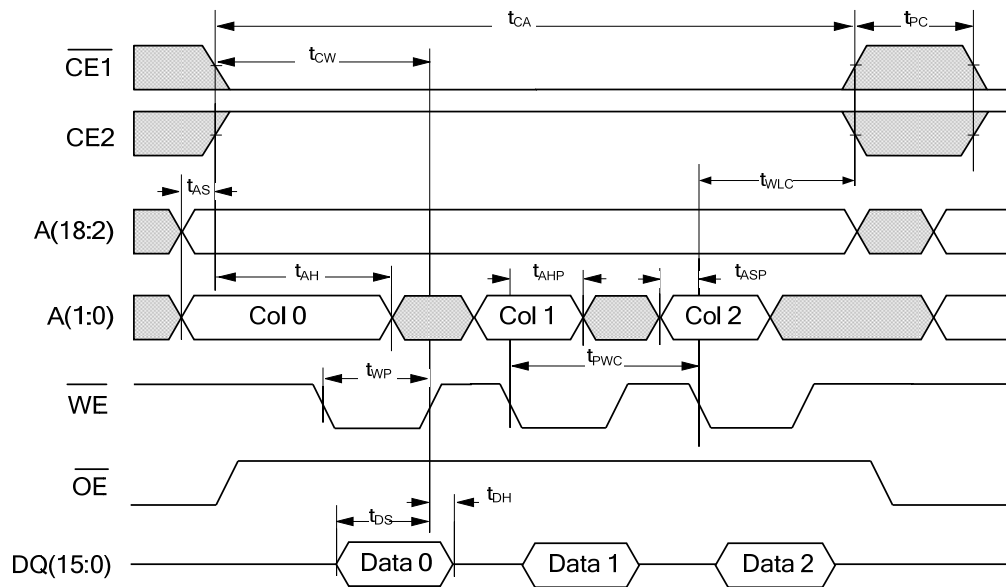 tCA
tPC
CE1
tCW
CE2
tWLC
tAS
A(18:2)
tAH
tAHP
tASP
A(1:0)
Col 0
Col 1
Col 2
tWP
tPWC
WE
OE
tDH
tDS
DQ(15:0)
Data 0
Data 1
Data 2